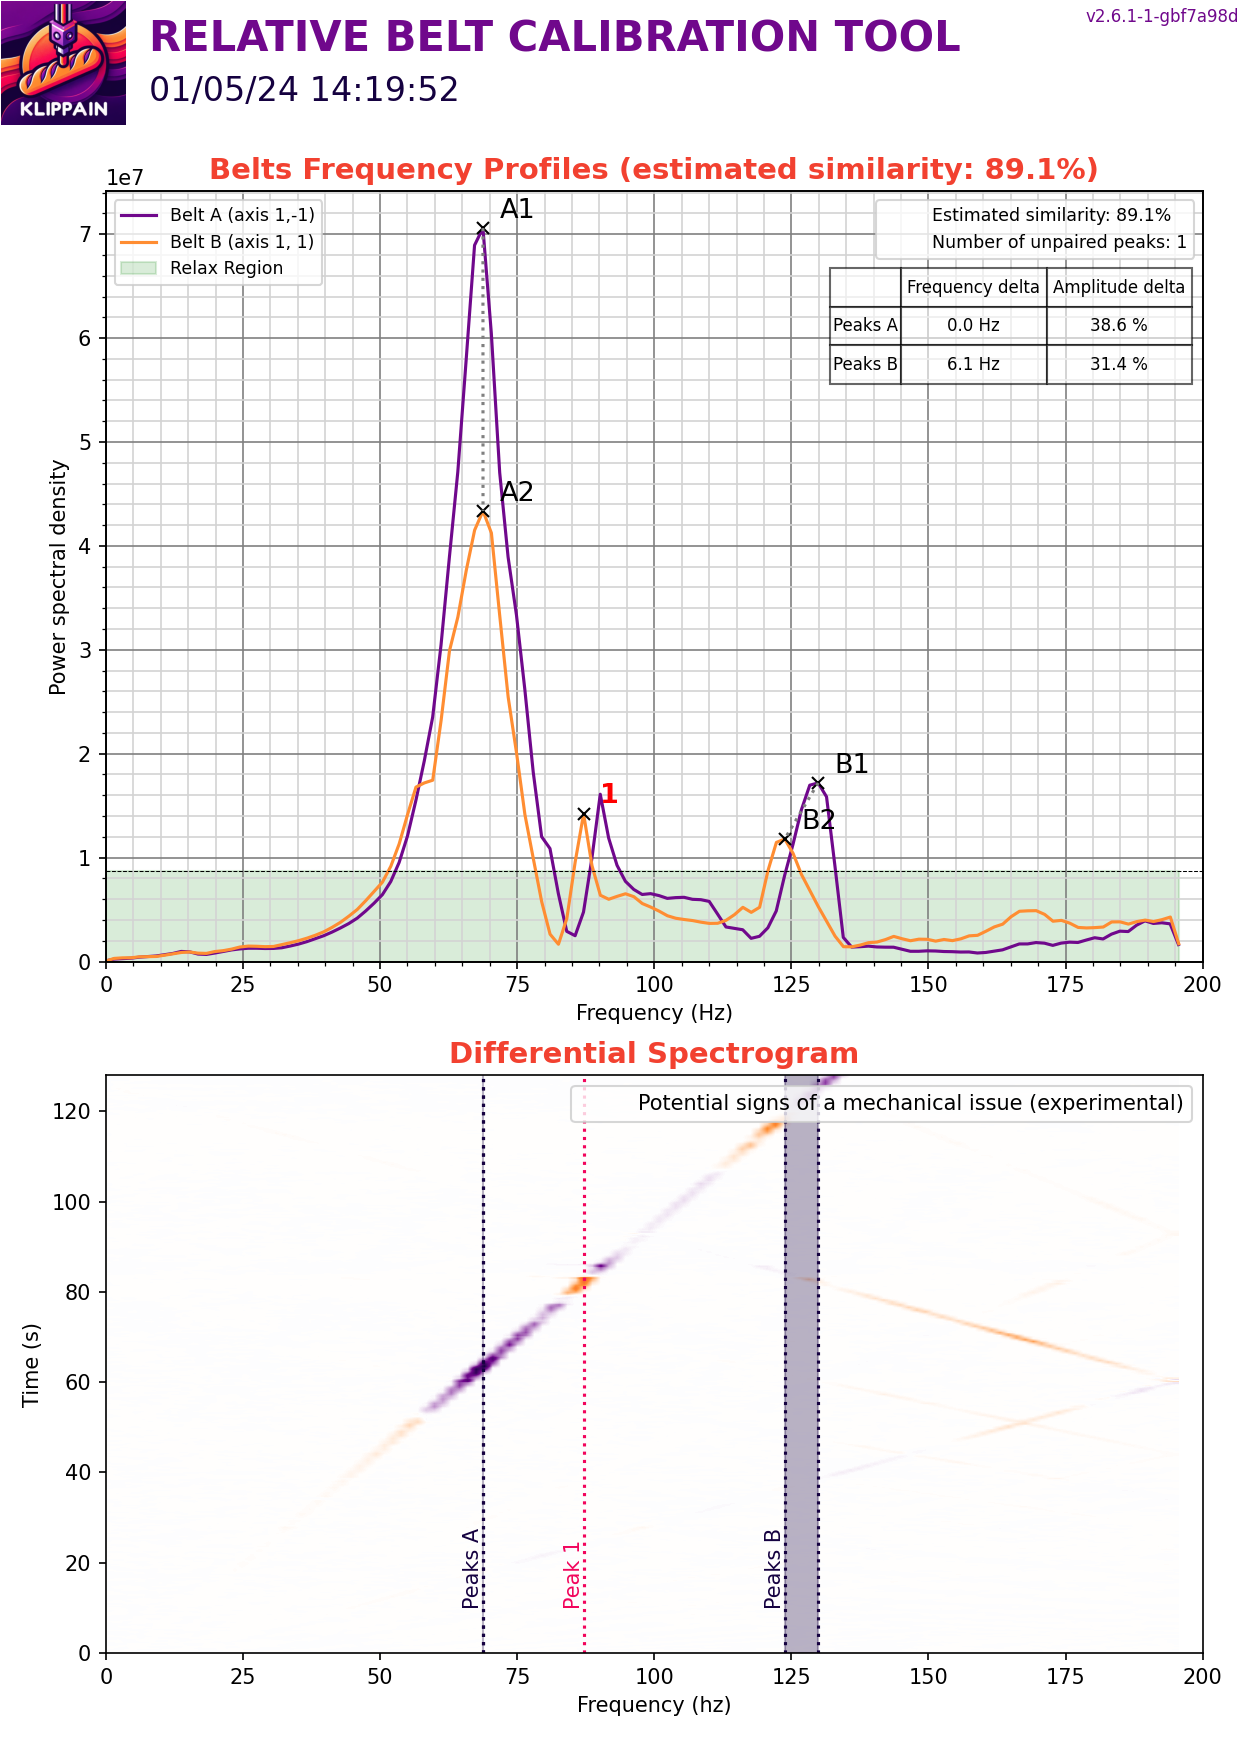 RELATIVE BELT CALIBRATION TOOL
v2.6.1-1-gbf7a98d
01/05/24 14:19:52
KLIPPAIN
Belts Frequency Profiles (estimated similarity: 89.1%)
1e7
Belt A (axis 1,-1)
Belt B (axis 1, 1)
Relax Region
Estimated similarity: 89.1%
Number of unpaired peaks: 1
Frequency delta Amplitude delta
Peaks A 0.0 Hz 38.6 %
Peaks B 6.1 Hz 31.4 %
A1
A2
1
B1
B2
7
6
5
4
3
2
1
0
Power spectral density
0 25 50 75 100 125 150 175 200
Frequency (Hz)
Differential Spectrogram
Potential signs of a mechanical issue (experimental)
120
100
80
60
40
20
0
Time (s)
Peaks A
Peak 1
Peaks B
0 25 50 75 100 125 150 175 200
Frequency (hz)